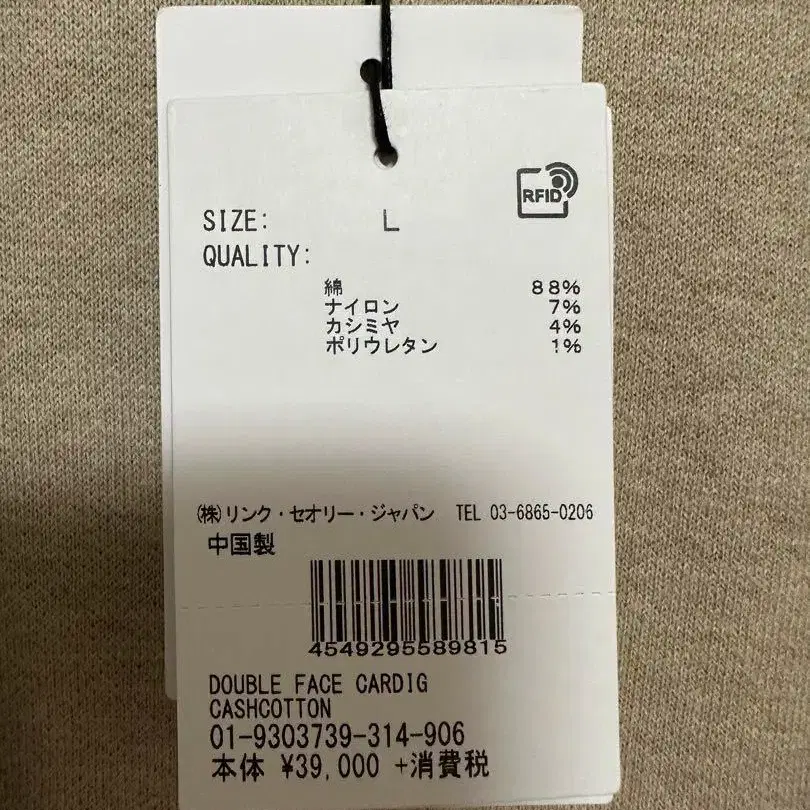 RFID
SIZE: L
QUALITY:
綿 88%
ナイロン 7%
カシミヤ 4%
ポリウレタン 1%
(株)リンク・セオリー・ジャパン TEL 03-6865-0206
中国製
4549295589815
DOUBLE FACE CARDIG
CASHCOTTON
01-9303739-314-906
本体 ¥39,000 +消費税